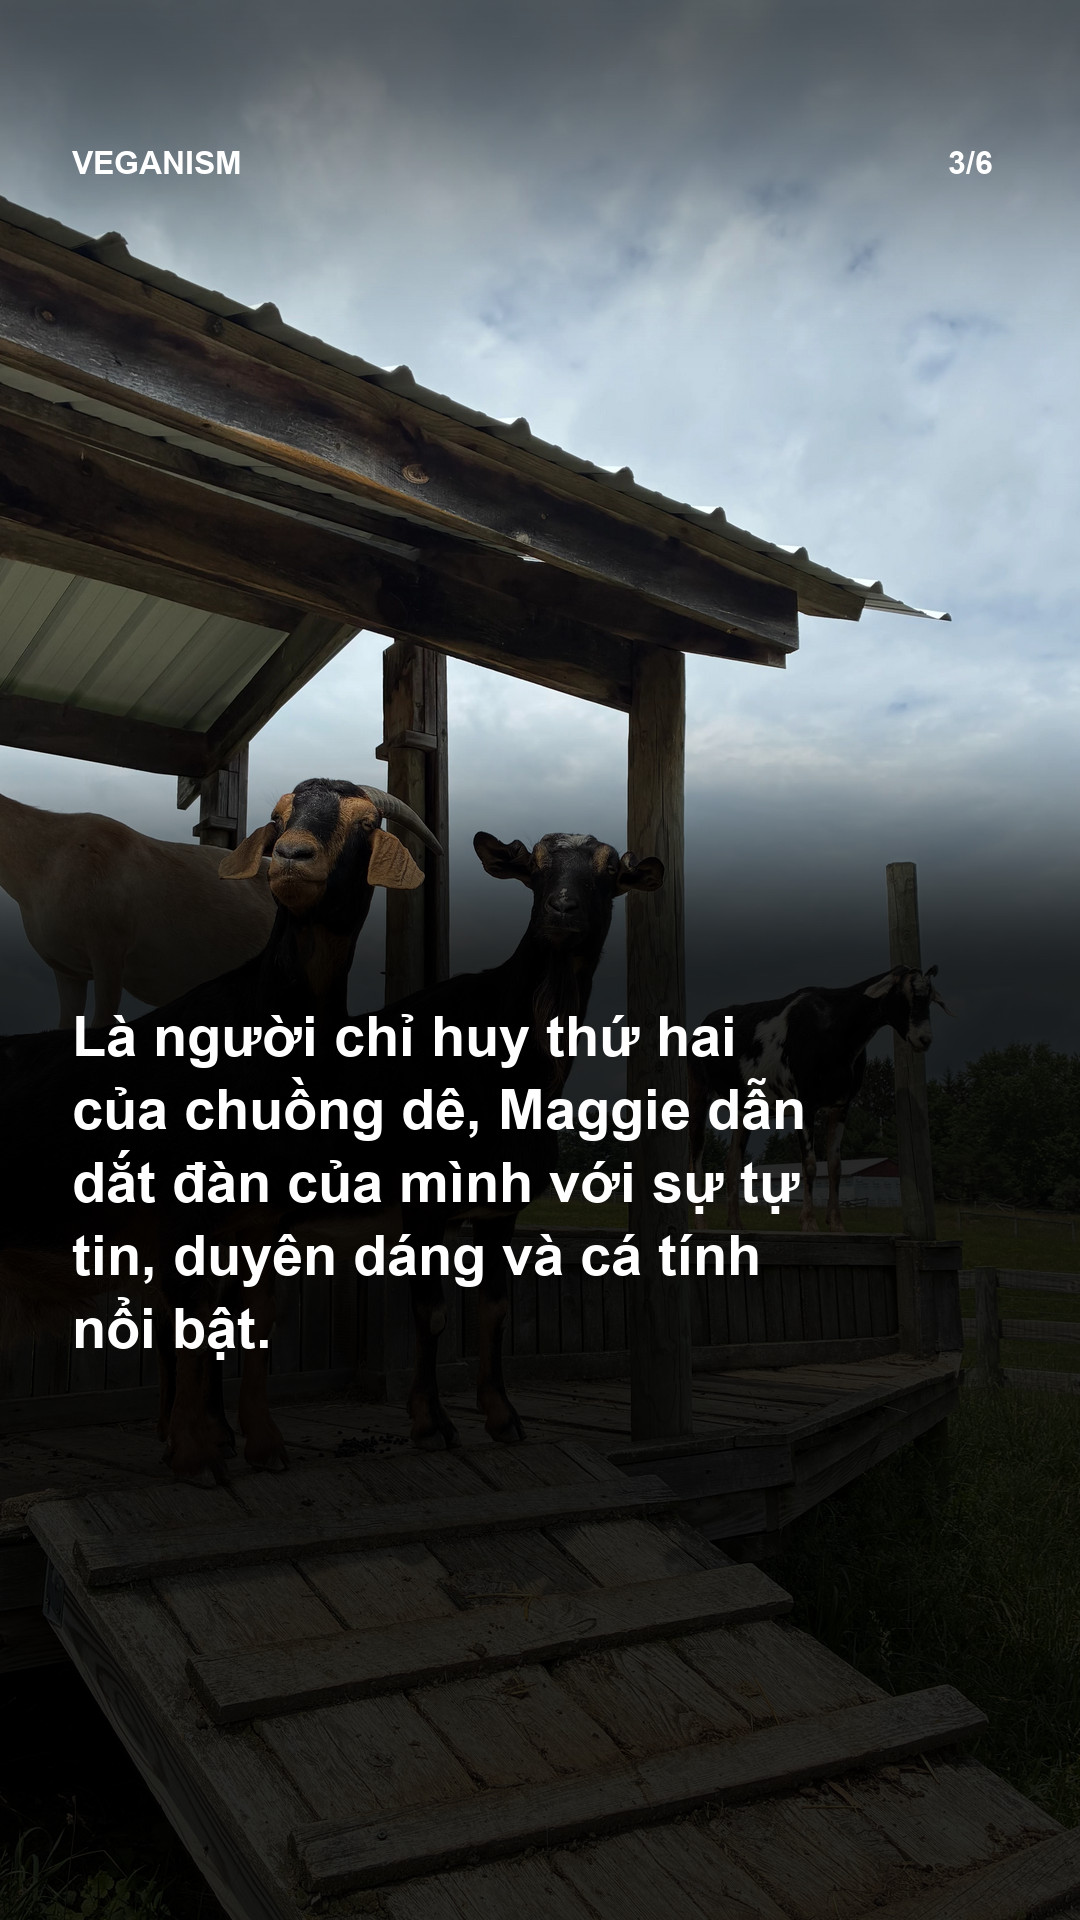 VEGANISM
3/6
Là người chỉ huy thứ hai
của chuồng dê, Maggie dẫn
dắt đàn của mình với sự tự
tin, duyên dáng và cá tính
nổi bật.